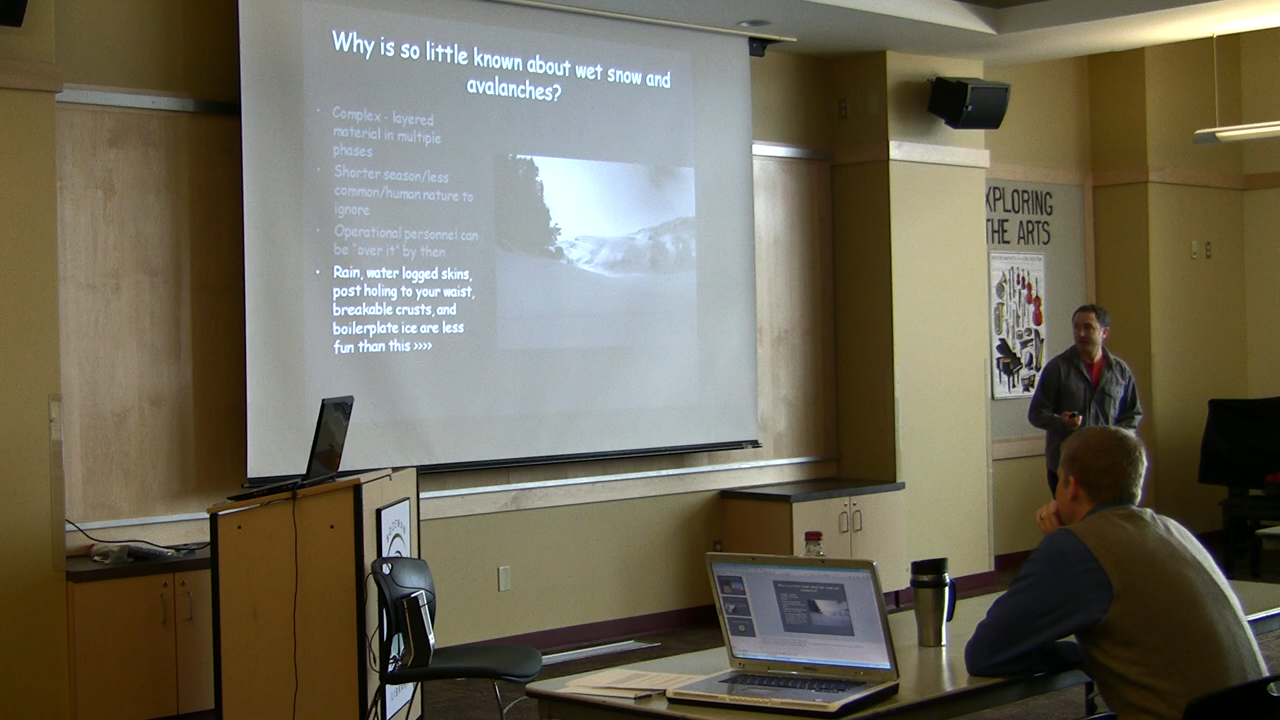 Why is so little known about wet snow and
avalanches?
Complex - layered
material in multiple
phases
Shorter season/less
common/human nature to
ignore
Operational personnel can
be "over it" by then
Rain, water logged skins,
post holing to your waist,
breakable crusts, and
boilerplate ice are less
fun than this >>>>
XPLORING
THE ARTS